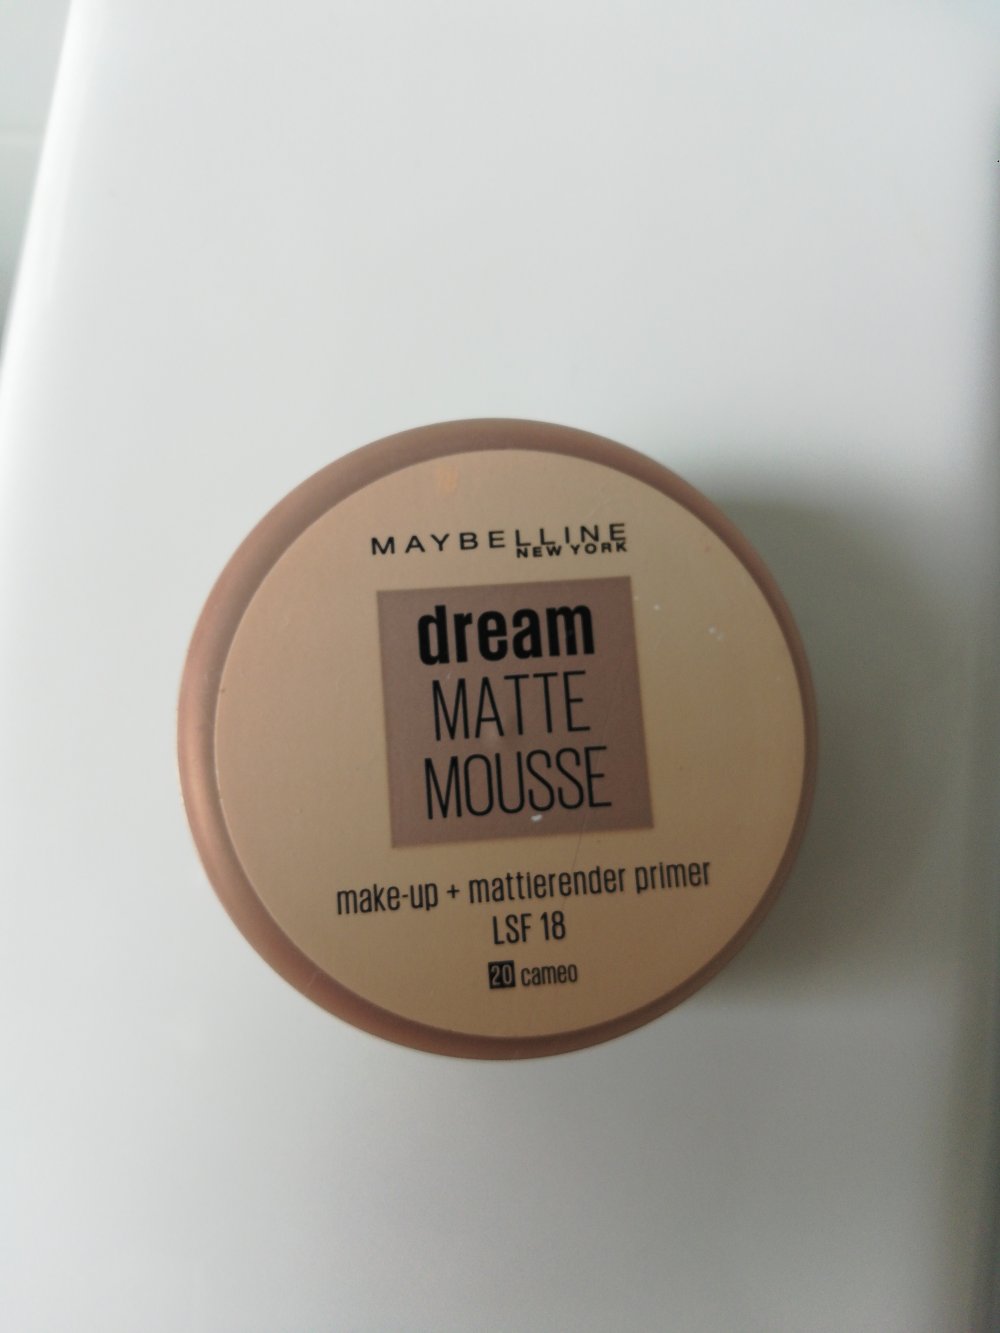 MAYBELLINE
NEW YORK
dream
MATTE
MOUSSE
make-up + mattierender primer
LSF 18
20 cameo